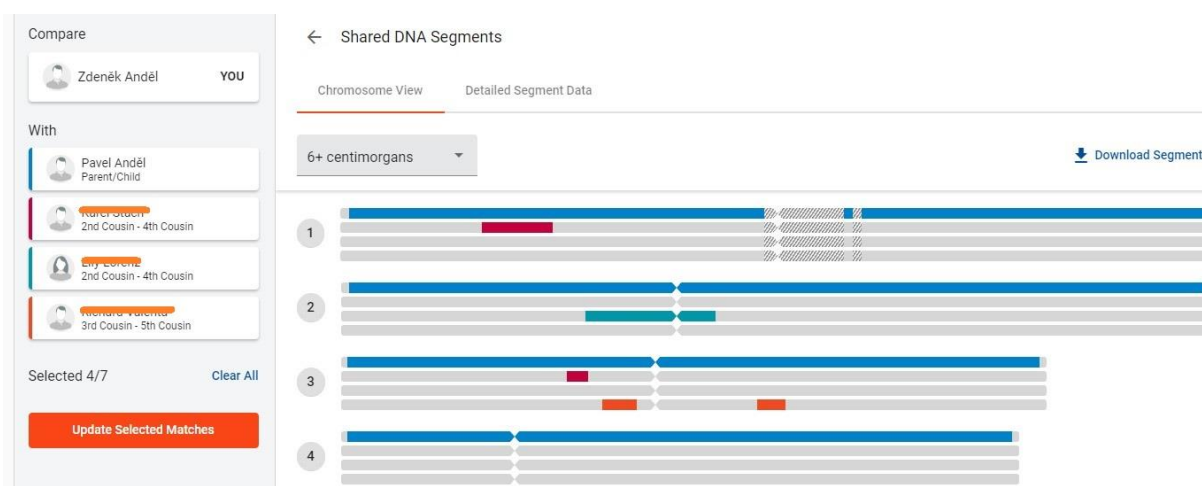 Compare
Zdeněk Anděl YOU
With
Pavel Anděl
Parent/Child
2nd Cousin - 4th Cousin
2nd Cousin - 4th Cousin
3rd Cousin - 5th Cousin
Selected 4/7 Clear All
Update Selected Matches
Shared DNA Segments
Chromosome View Detailed Segment Data
6+ centimorgans
Download Segment
1
2
3
4